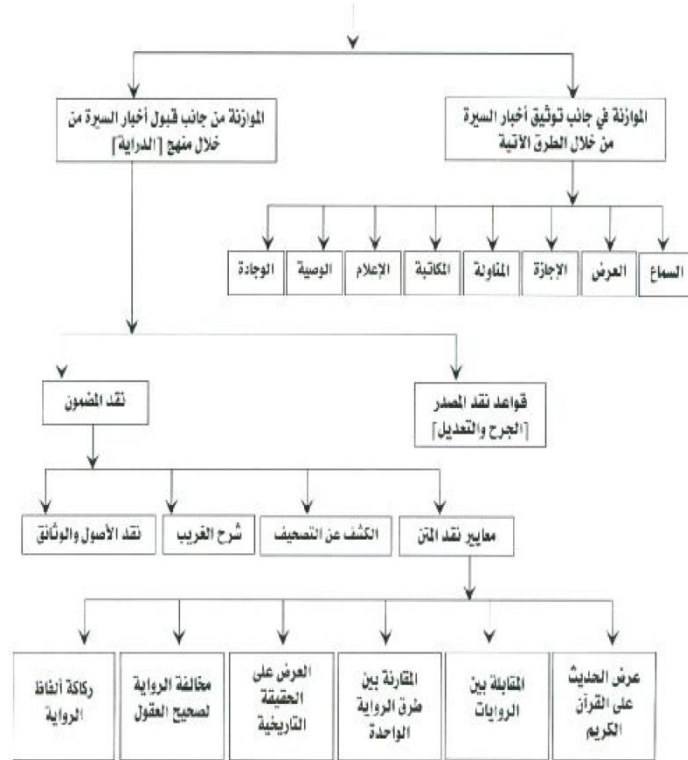 الموازنة في جانب توثيق أخبار السيرة
من خلال الطرق الآتية
الموازنة من جانب قبول أخبار السيرة من
خلال منهج [الدراية]
السماع
العرض
الإجازة
المناولة
المكاتبة
الإعلام
الوصية
الوجادة
قواعد نقد المصدر
[الجرح والتعديل]
نقد المضمون
معايير نقد المتن
الكشف عن التصحيف
شرح الغريب
نقد الأصول والوثائق
عرض الحديث
على القرآن
الكريم
المقابلة بين
الروايات
المقارنة بين
طرق الرواية
الواحدة
العرض على
الحقيقة
التاريخية
مخالفة الرواية
لصحيح العقول
ركاكة ألفاظ
الرواية